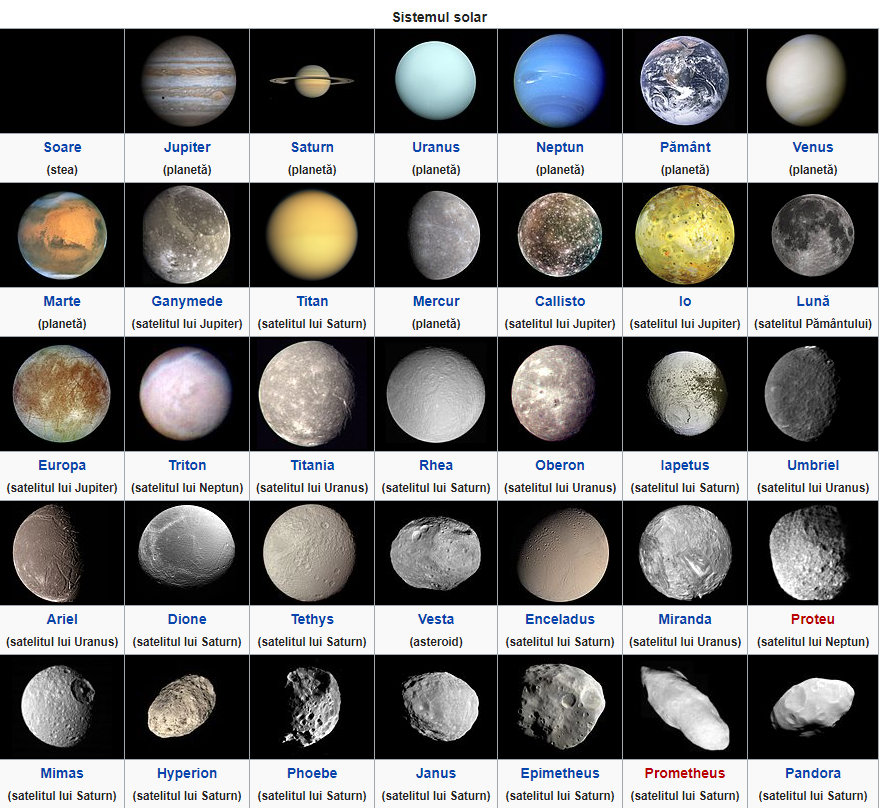 Sistemul solar
Soare
(stea)
Jupiter
(planetă)
Saturn
(planetă)
Uranus
(planetă)
Neptun
(planetă)
Pământ
(planetă)
Venus
(planetă)
Marte
(planetă)
Ganymede
(satelitul lui Jupiter)
Titan
(satelitul lui Saturn)
Mercur
(planetă)
Callisto
(satelitul lui Jupiter)
Io
(satelitul lui Jupiter)
Lună
(satelitul Pământului)
Europa
(satelitul lui Jupiter)
Triton
(satelitul lui Neptun)
Titania
(satelitul lui Uranus)
Rhea
(satelitul lui Saturn)
Oberon
(satelitul lui Uranus)
Iapetus
(satelitul lui Saturn)
Umbriel
(satelitul lui Uranus)
Ariel
(satelitul lui Uranus)
Dione
(satelitul lui Saturn)
Tethys
(satelitul lui Saturn)
Vesta
(asteroid)
Enceladus
(satelitul lui Saturn)
Miranda
(satelitul lui Uranus)
Proteu
(satelitul lui Neptun)
Mimas
(satelitul lui Saturn)
Hyperion
(satelitul lui Saturn)
Phoebe
(satelitul lui Saturn)
Janus
(satelitul lui Saturn)
Epimetheus
(satelitul lui Saturn)
Prometheus
(satelitul lui Saturn)
Pandora
(satelitul lui Saturn)